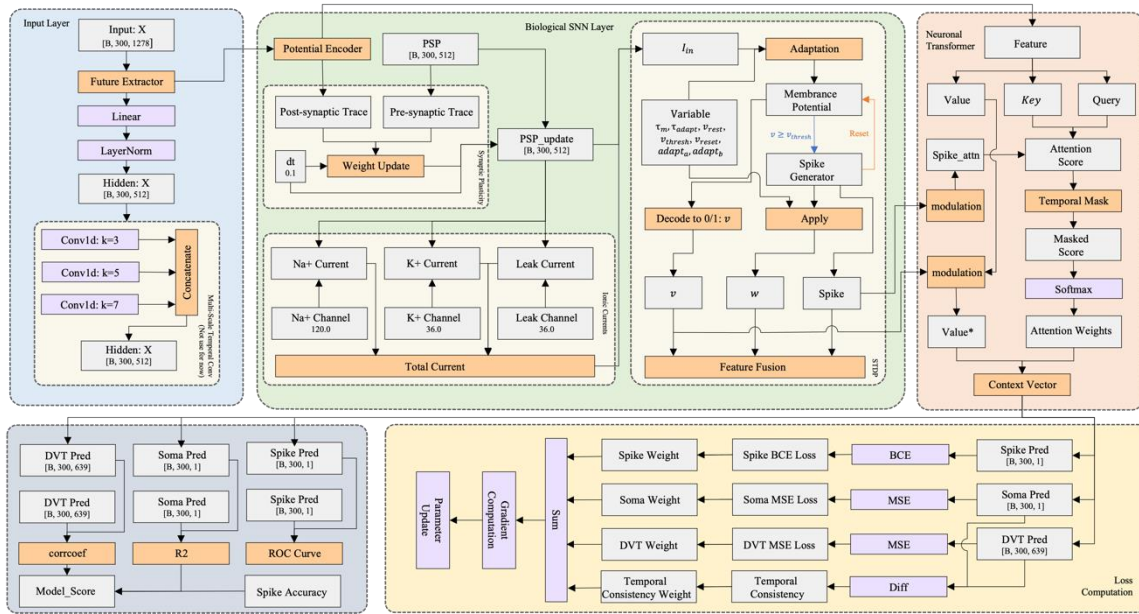 Input Layer
Input: X
[B, 300, 1278]
Future Extractor
Linear
LayerNorm
Hidden: X
[B, 300, 512]
Conv1d: k=3
Conv1d: k=5
Conv1d: k=7
Concatenate
Hidden: X
[B, 300, 512]
Multi-Scale Temporal Conv
(Not use for now)
Biological SNN Layer
Potential Encoder
PSP
[B, 300, 512]
Post-synaptic Trace
Pre-synaptic Trace
dt
0.1
Weight Update
Synaptic Plasticity
PSP_update
[B, 300, 512]
Na+ Current
K+ Current
Leak Current
Na+ Channel
120.0
K+ Channel
36.0
Leak Channel
36.0
Total Current
Ionic Currents
I_in
Adaptation
Variable
τ_m, τ_adapt, v_rest,
v_thresh, v_reset,
adapt_a, adapt_b
Membrance
Potential
v ≥ v_thresh
Reset
Spike
Generator
Decode to 0/1: v
Apply
v
w
Spike
Feature Fusion
STDP
Neuronal
Transformer
Feature
Value
Key
Query
Spike_attn
Attention
Score
modulation
Temporal Mask
Masked
Score
modulation
Softmax
Value*
Attention Weights
Context Vector
DVT Pred
[B, 300, 639]
Soma Pred
[B, 300, 1]
Spike Pred
[B, 300, 1]
DVT Pred
[B, 300, 639]
Soma Pred
[B, 300, 1]
Spike Pred
[B, 300, 1]
corrcoef
R2
ROC Curve
Model_Score
Spike Accuracy
Parameter
Update
Gradient
Computation
Sum
Spike Weight
Spike BCE Loss
BCE
Spike Pred
[B, 300, 1]
Soma Weight
Soma MSE Loss
MSE
Soma Pred
[B, 300, 1]
DVT Weight
DVT MSE Loss
MSE
DVT Pred
[B, 300, 639]
Temporal
Consistency Weight
Temporal
Consistency
Diff
Loss
Computation